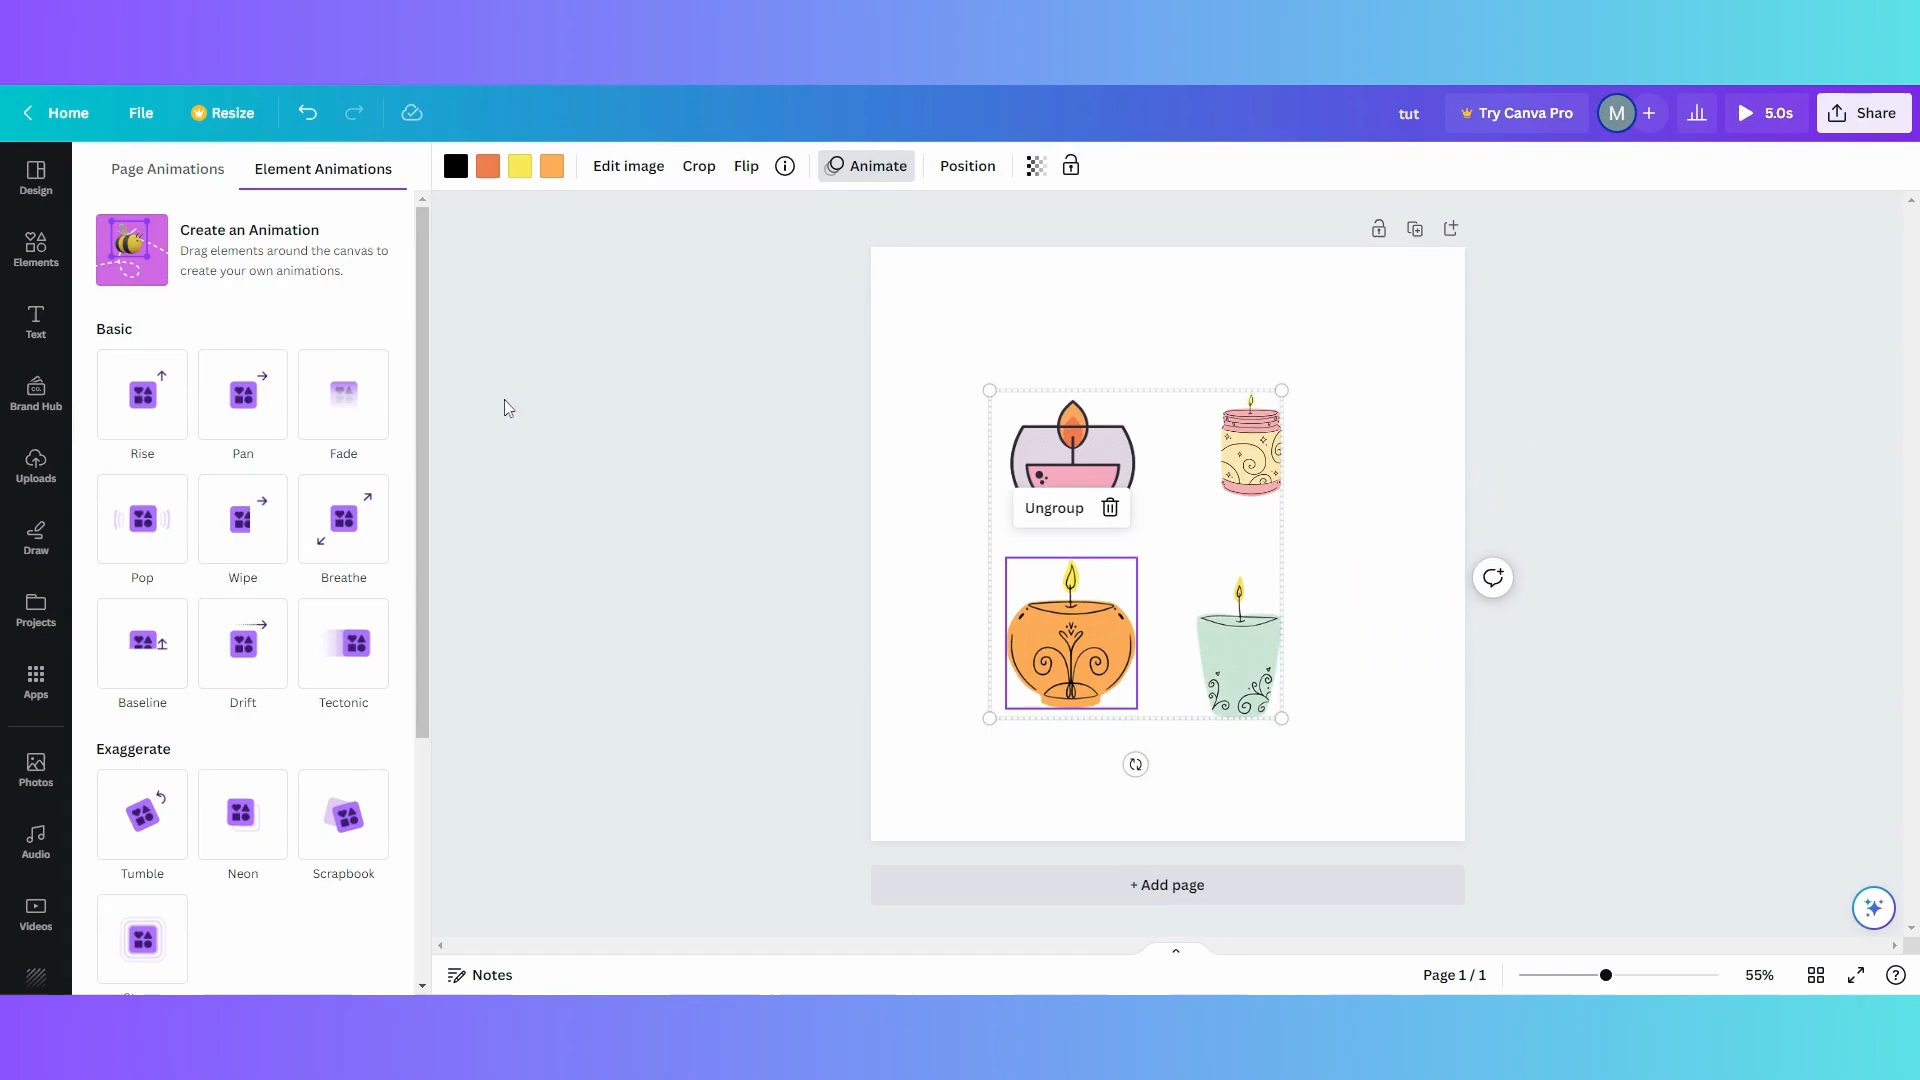 Home File Resize tut Try Canva Pro M + 5.0s Share
Design
Elements
Text
Brand Hub
CO.
Uploads
Draw
Projects
Apps
Photos
Audio
Videos
Page Animations Element Animations
Create an Animation
Drag elements around the canvas to
create your own animations.
Basic
Rise Pan Fade
Pop Wipe Breathe
Baseline Drift Tectonic
Exaggerate
Tumble Neon Scrapbook
Edit image Crop Flip Animate Position
Ungroup
+ Add page
Notes Page 1 / 1 55%